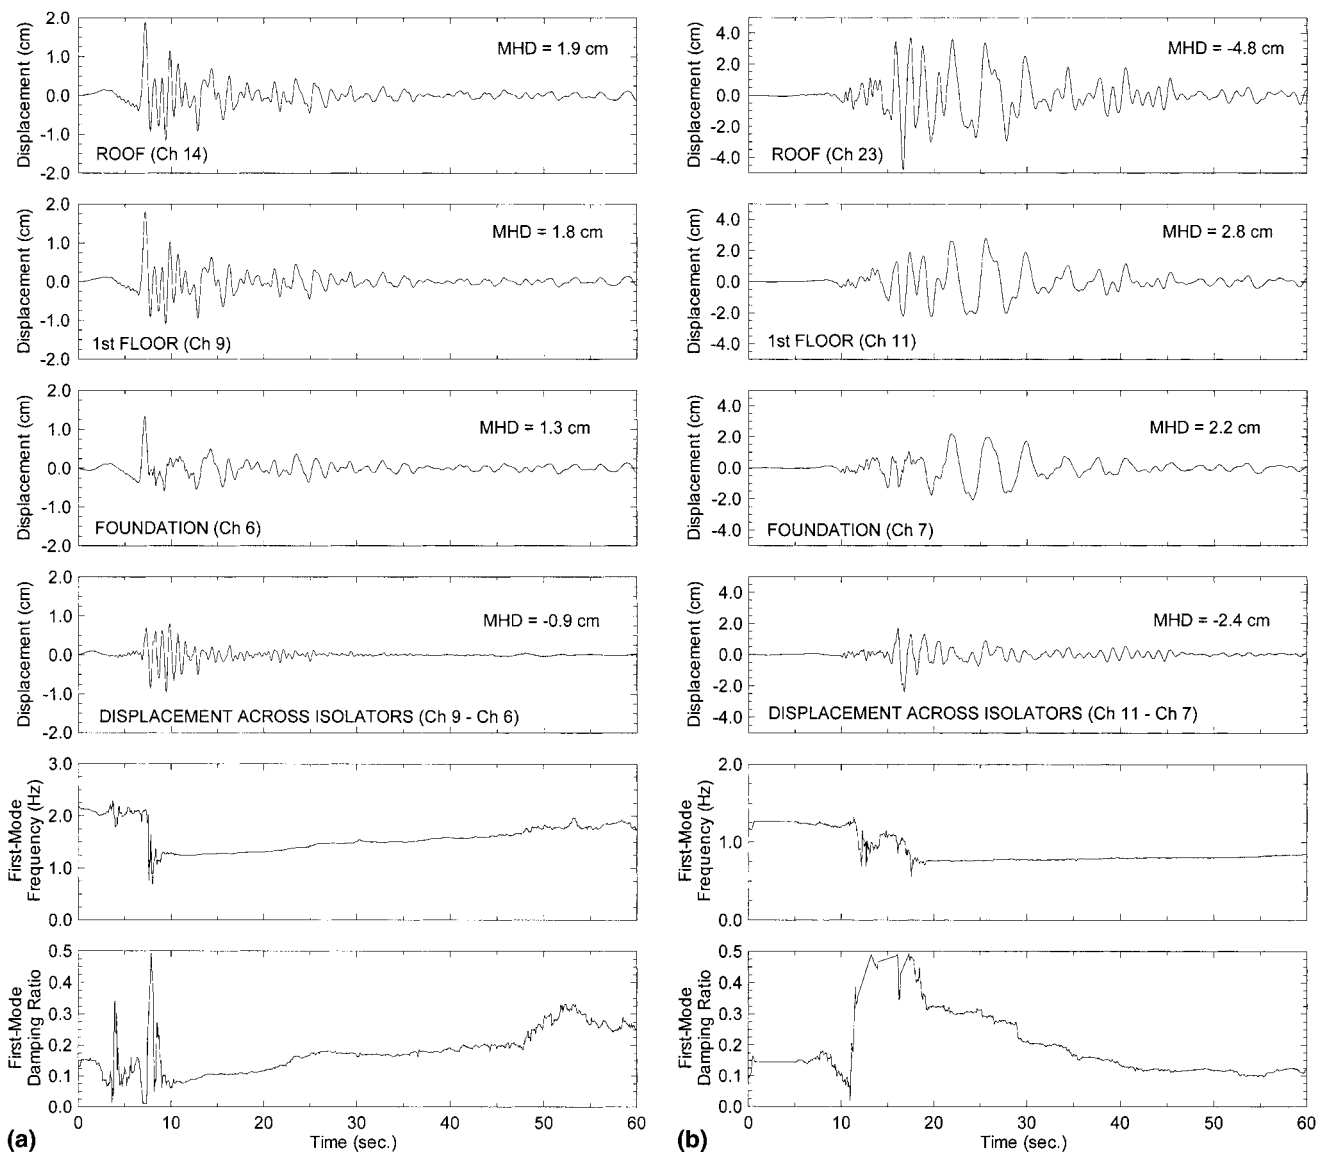 2.0
1.0
0.0
-1.0
-2.0
Displacement (cm)
MHD = 1.9 cm
ROOF (Ch 14)
2.0
1.0
0.0
-1.0
-2.0
Displacement (cm)
MHD = 1.8 cm
1st FLOOR (Ch 9)
2.0
1.0
0.0
-1.0
-2.0
Displacement (cm)
MHD = 1.3 cm
FOUNDATION (Ch 6)
2.0
1.0
0.0
-1.0
-2.0
Displacement (cm)
MHD = -0.9 cm
DISPLACEMENT ACROSS ISOLATORS (Ch 9 - Ch 6)
3.0
2.0
1.0
0.0
First-Mode
Frequency (Hz)
0.5
0.4
0.3
0.2
0.1
0.0
First-Mode
Damping Ratio
0 10 20 30 40 50 60
Time (sec.)
(a)
4.0
2.0
0.0
-2.0
-4.0
Displacement (cm)
MHD = -4.8 cm
ROOF (Ch 23)
4.0
2.0
0.0
-2.0
-4.0
Displacement (cm)
MHD = 2.8 cm
1st FLOOR (Ch 11)
4.0
2.0
0.0
-2.0
-4.0
Displacement (cm)
MHD = 2.2 cm
FOUNDATION (Ch 7)
4.0
2.0
0.0
-2.0
-4.0
Displacement (cm)
MHD = -2.4 cm
DISPLACEMENT ACROSS ISOLATORS (Ch 11 - Ch 7)
2.0
1.0
0.0
First-Mode
Frequency (Hz)
0.5
0.4
0.3
0.2
0.1
0.0
First-Mode
Damping Ratio
0 10 20 30 40 50 60
Time (sec.)
(b)